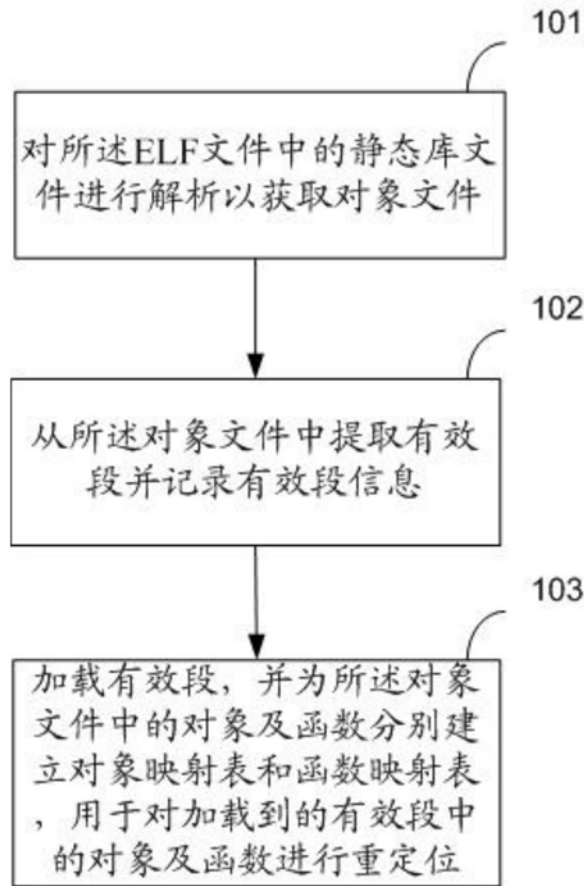 101
对所述ELF文件中的静态库文
件进行解析以获取对象文件
102
从所述对象文件中提取有效
段并记录有效段信息
103
加载有效段，并为所述对象
文件中的对象及函数分别建
立对象映射表和函数映射表
，用于对加载到的有效段中
的对象及函数进行重定位